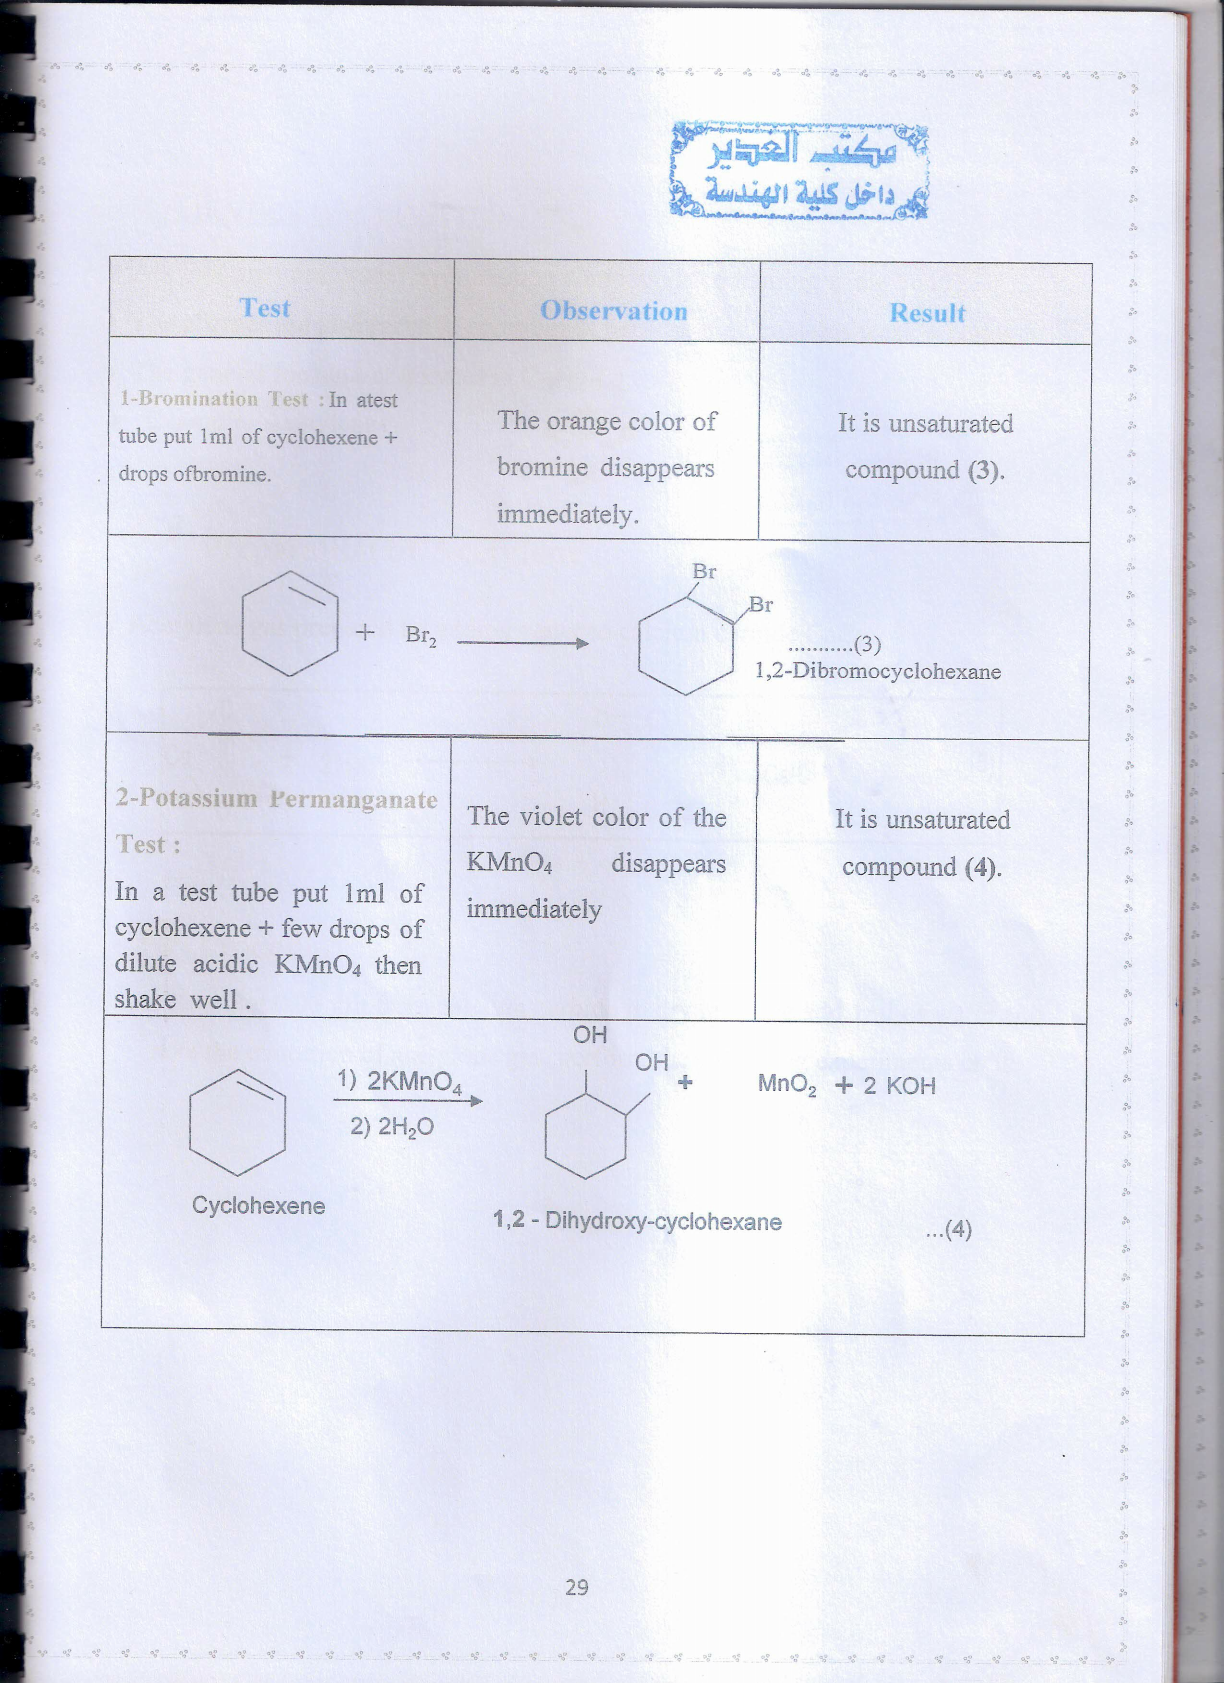 مكتب الغدير
داخل كلية الهندسة
Test
Observation
Result
1-Bromination Test : In atest
tube put 1ml of cyclohexene +
drops ofbromine.
The orange color of
bromine disappears
immediately.
It is unsaturated
compound (3).
+ Br₂
Br
Br
...........(3)
1,2-Dibromocyclohexane
2-Potassium Permanganate
Test :
In a test tube put 1ml of
cyclohexene + few drops of
dilute acidic KMnO₄ then
shake well .
The violet color of the
KMnO₄ disappears
immediately
It is unsaturated
compound (4).
1) 2KMnO₄
2) 2H₂O
OH
OH
+ MnO₂ + 2 KOH
Cyclohexene
1,2 - Dihydroxy-cyclohexane
...(4)
29